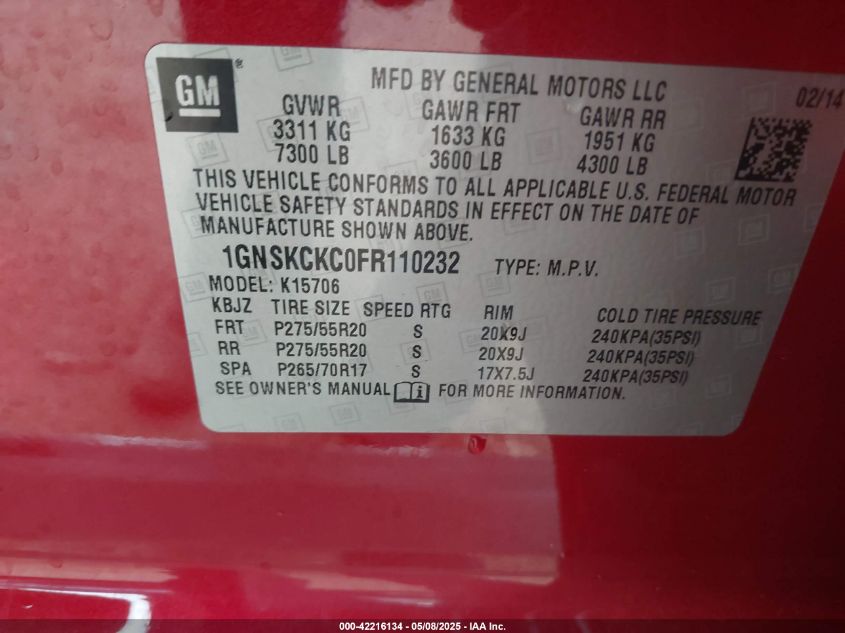 GM ®
MFD BY GENERAL MOTORS LLC
02/14
GVWR GAWR FRT GAWR RR
3311 KG 1633 KG 1951 KG
7300 LB 3600 LB 4300 LB
THIS VEHICLE CONFORMS TO ALL APPLICABLE U.S. FEDERAL MOTOR
VEHICLE SAFETY STANDARDS IN EFFECT ON THE DATE OF
MANUFACTURE SHOWN ABOVE.
1GNSKCKC0FR110232 TYPE: M.P.V.
MODEL: K15706
KBJZ TIRE SIZE SPEED RTG RIM COLD TIRE PRESSURE
FRT P275/55R20 S 20X9J 240KPA(35PSI)
RR P275/55R20 S 20X9J 240KPA(35PSI)
SPA P265/70R17 S 17X7.5J 240KPA(35PSI)
SEE OWNER'S MANUAL i FOR MORE INFORMATION.
000-42216134 - 05/08/2025 - IAA Inc.